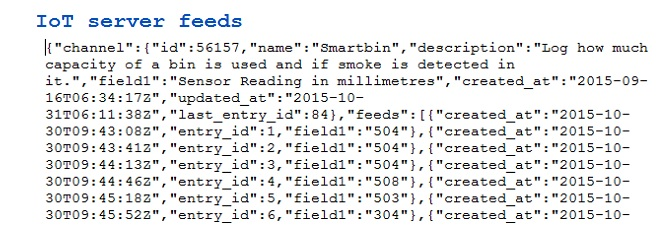 IoT server feeds
{"channel":{"id":56157,"name":"Smartbin","description":"Log how much
capacity of a bin is used and if smoke is detected in
it.","field1":"Sensor Reading in millimetres","created_at":"2015-09-
16T06:34:17Z","updated_at":"2015-10-
31T06:11:38Z","last_entry_id":84},"feeds":[{"created_at":"2015-10-
30T09:43:08Z","entry_id":1,"field1":"504"},{"created_at":"2015-10-
30T09:43:41Z","entry_id":2,"field1":"504"},{"created_at":"2015-10-
30T09:44:13Z","entry_id":3,"field1":"504"},{"created_at":"2015-10-
30T09:44:46Z","entry_id":4,"field1":"508"},{"created_at":"2015-10-
30T09:45:18Z","entry_id":5,"field1":"503"},{"created_at":"2015-10-
30T09:45:52Z","entry_id":6,"field1":"304"},{"created_at":"2015-10-